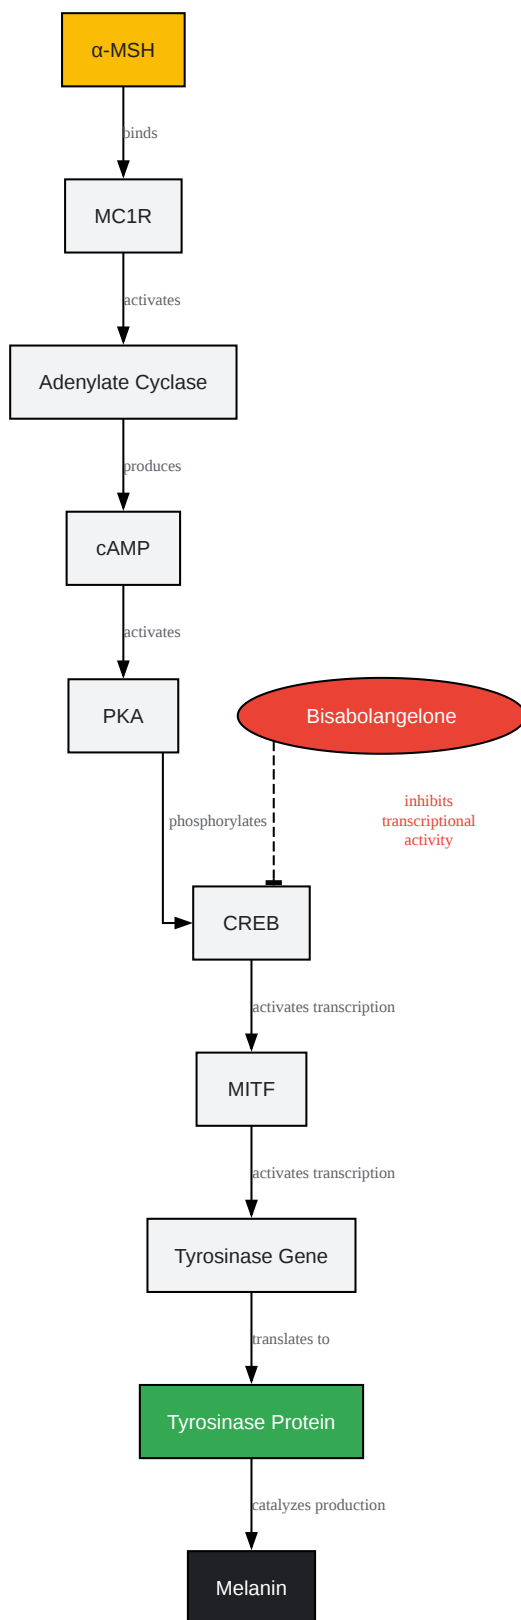 α-MSH
binds
MC1R
activates
Adenylate Cyclase
produces
cAMP
activates
PKA
Bisabolangelone
phosphorylates
inhibits
transcriptional
activity
CREB
activates transcription
MITF
activates transcription
Tyrosinase Gene
translates to
Tyrosinase Protein
catalyzes production
Melanin